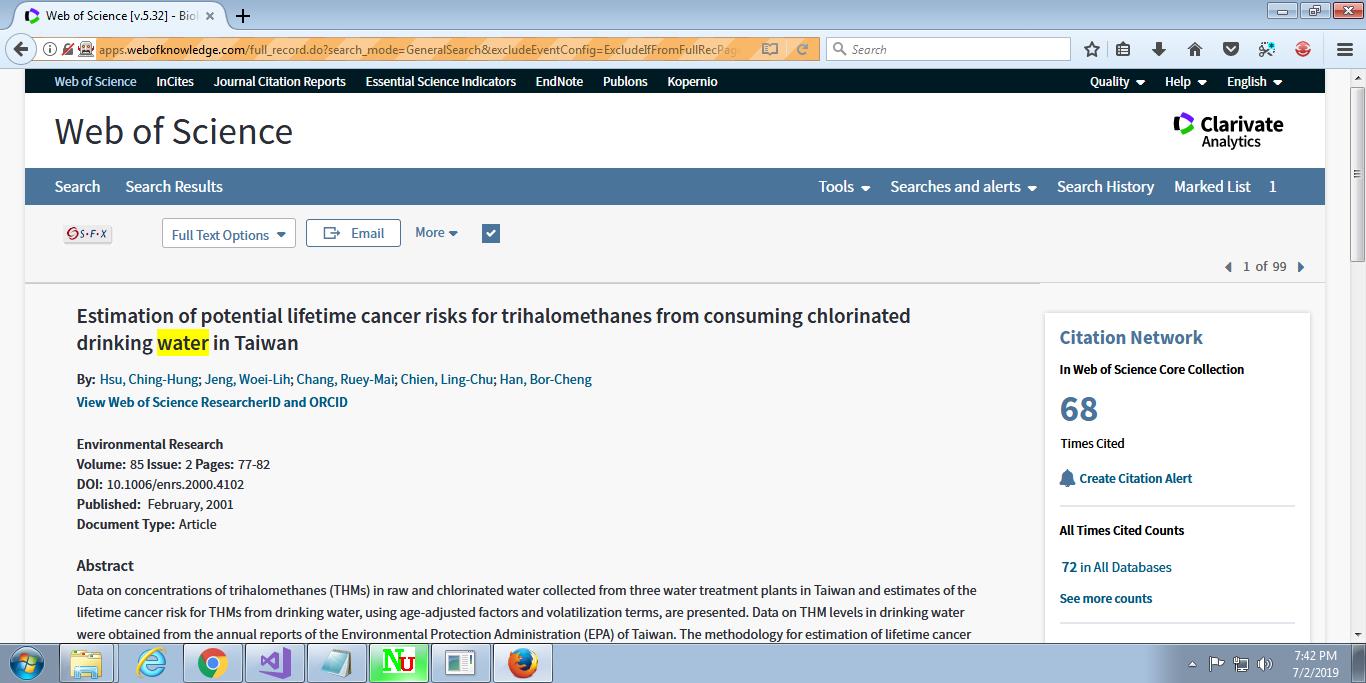 Web of Science [v.5.32] - Biol
apps.webofknowledge.com/full_record.do?search_mode=GeneralSearch&excludeEventConfig=ExcludeIfFromFullRecPag
Search
Web of Science InCites Journal Citation Reports Essential Science Indicators EndNote Publons Kopernio Quality Help English
Web of Science
Clarivate
Analytics
Search Search Results Tools Searches and alerts Search History Marked List 1
S·F·X Full Text Options Email More
1 of 99
Estimation of potential lifetime cancer risks for trihalomethanes from consuming chlorinated
drinking water in Taiwan
By: Hsu, Ching-Hung; Jeng, Woei-Lih; Chang, Ruey-Mai; Chien, Ling-Chu; Han, Bor-Cheng
View Web of Science ResearcherID and ORCID
Environmental Research
Volume: 85 Issue: 2 Pages: 77-82
DOI: 10.1006/enrs.2000.4102
Published: February, 2001
Document Type: Article
Abstract
Data on concentrations of trihalomethanes (THMs) in raw and chlorinated water collected from three water treatment plants in Taiwan and estimates of the
lifetime cancer risk for THMs from drinking water, using age-adjusted factors and volatilization terms, are presented. Data on THM levels in drinking water
were obtained from the annual reports of the Environmental Protection Administration (EPA) of Taiwan. The methodology for estimation of lifetime cancer
Citation Network
In Web of Science Core Collection
68
Times Cited
Create Citation Alert
All Times Cited Counts
72 in All Databases
See more counts
NU
7:42 PM
7/2/2019